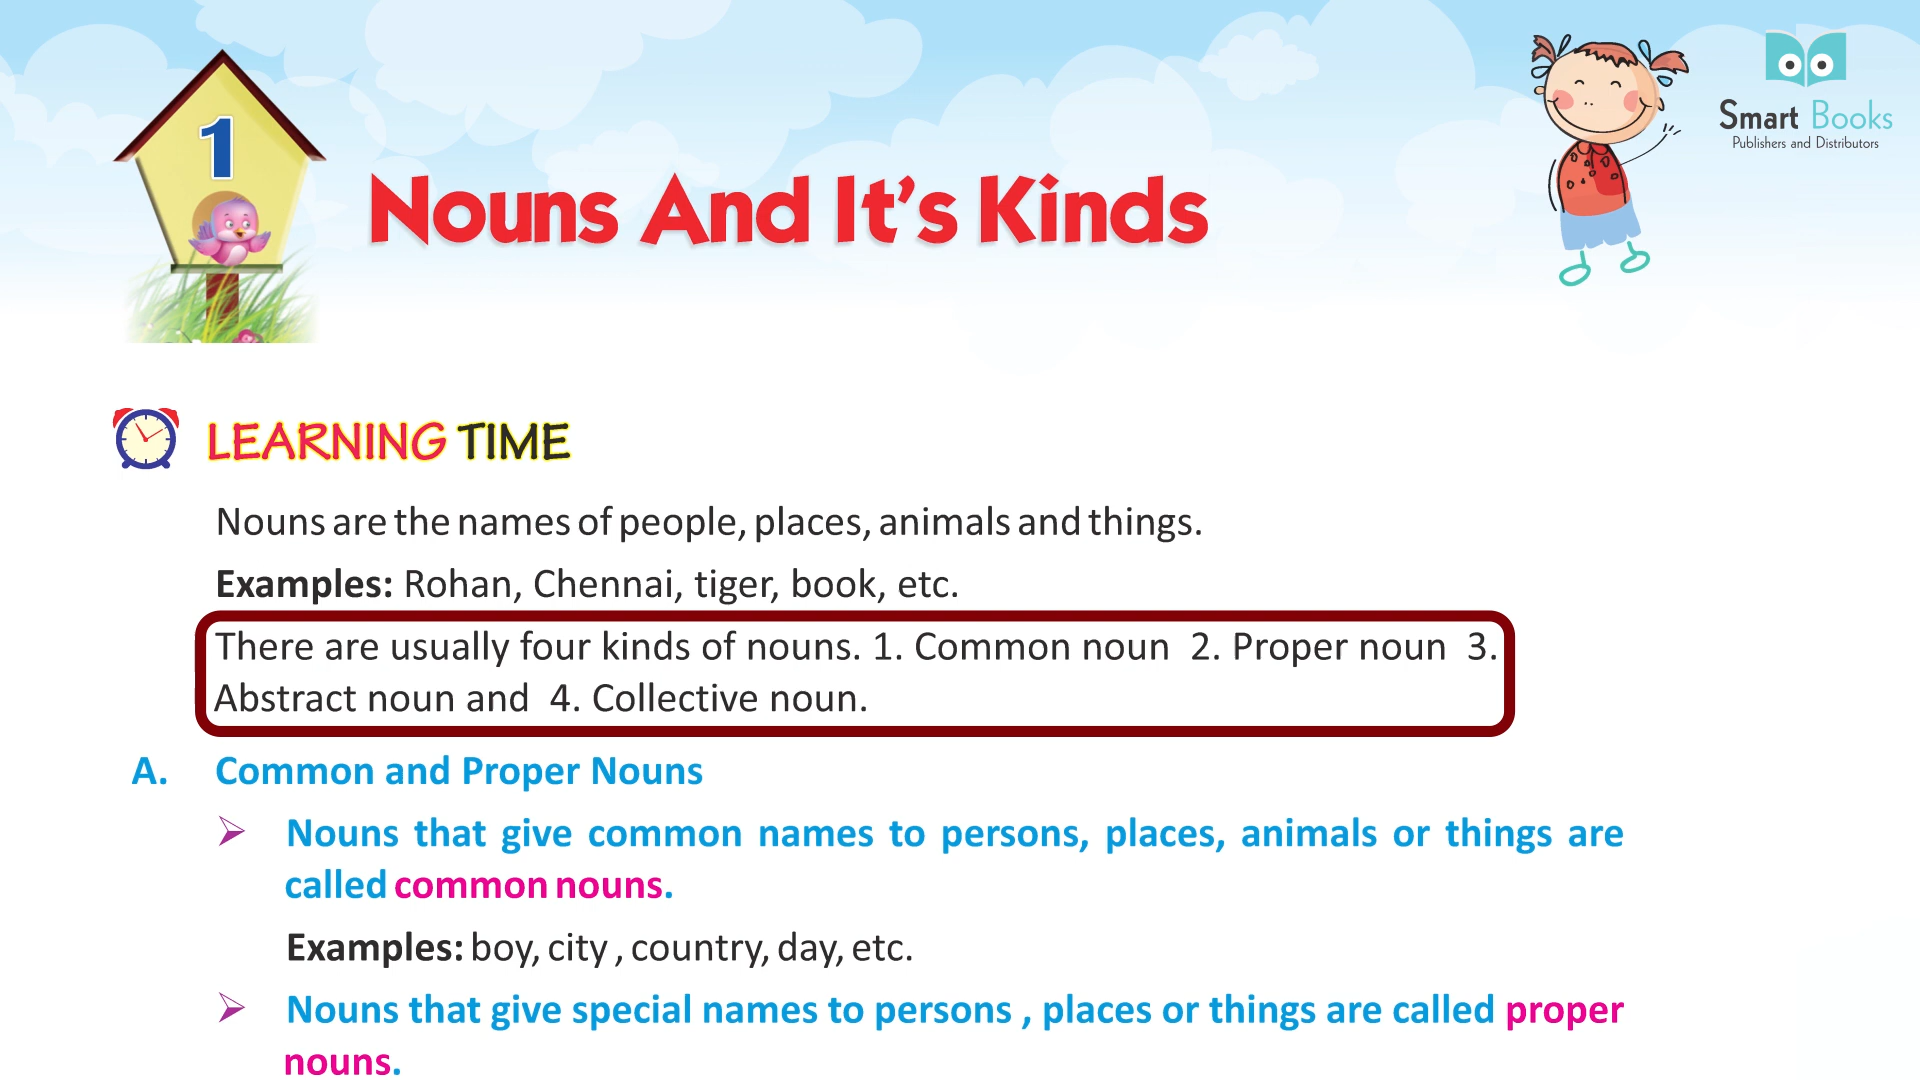 1
Nouns And It's Kinds
Smart Books
Publishers and Distributors
LEARNING TIME
Nouns are the names of people, places, animals and things.
Examples: Rohan, Chennai, tiger, book, etc.
There are usually four kinds of nouns. 1. Common noun 2. Proper noun 3.
Abstract noun and 4. Collective noun.
A. Common and Proper Nouns
➢ Nouns that give common names to persons, places, animals or things are
called common nouns.
Examples: boy, city , country, day, etc.
➢ Nouns that give special names to persons , places or things are called proper
nouns.